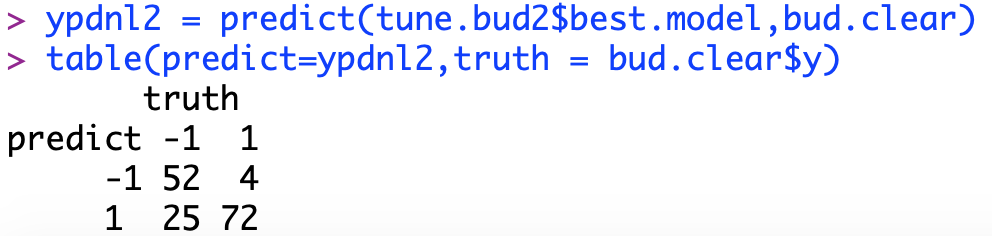 > ypdnl2 = predict(tune.bud2$best.model,bud.clear)
> table(predict=ypdnl2,truth = bud.clear$y)
       truth
predict -1  1
     -1 52  4
     1  25 72